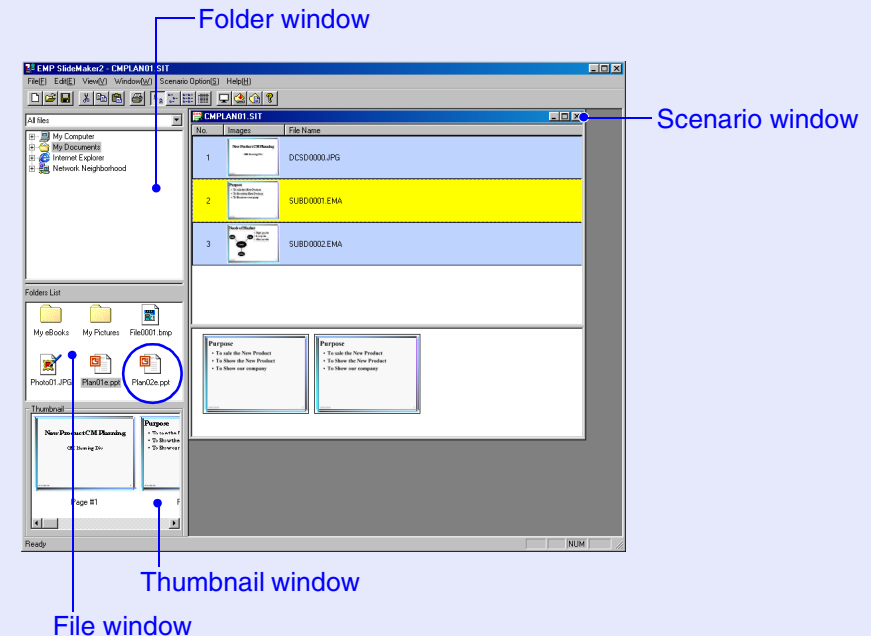 Folder window
EMP SlideMaker2 - CMPLAN01.SIT
File(F) Edit(E) View(V) Window(W) Scenario Option(S) Help(H)
All files
My Computer
My Documents
Internet Explorer
Network Neighborhood
CMPLAN01.SIT
Scenario window
No. Images File Name
1 New Product CM Planning DCSD0000.JPG
2 Purpose SUBD0001.EMA
3 SUBD0002.EMA
Folders List
My eBooks My Pictures File0001.bmp
Photo01.JPG Plan01e.ppt Plan02e.ppt
Purpose
• To sale the New Product
• To Show the New Product
• To Show our company
Purpose
• To sale the New Product
• To Show the New Product
• To Show our company
Thumbnail
New Product CM Planning
Purpose
Page #1
Ready
NUM
Thumbnail window
File window